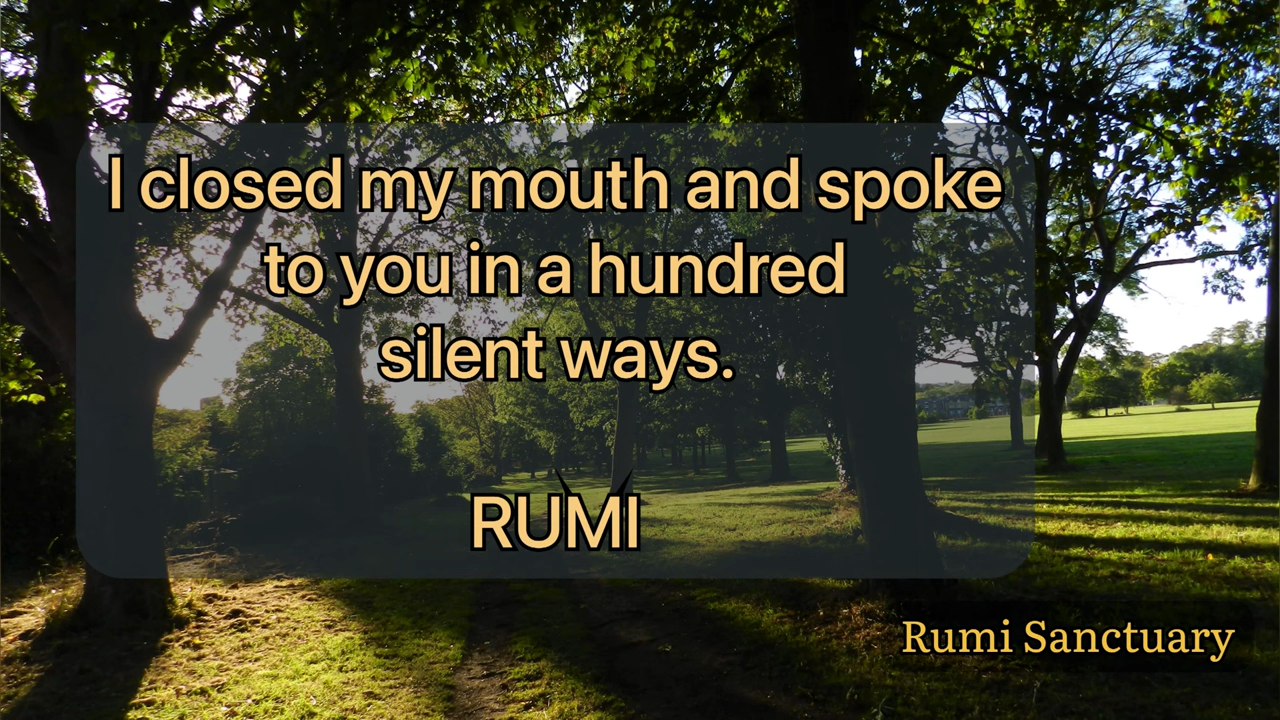 I closed my mouth and spoke
to you in a hundred
silent ways.
RUMI
Rumi Sanctuary